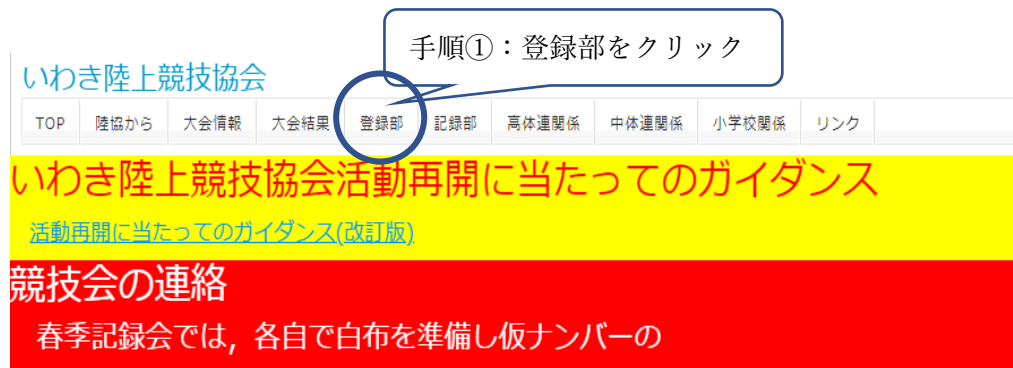 手順①：登録部をクリック
いわき陸上競技協会
TOP 陸協から 大会情報 大会結果 登録部 記録部 高体連関係 中体連関係 小学校関係 リンク
いわき陸上競技協会活動再開に当たってのガイダンス
活動再開に当たってのガイダンス(改訂版)
競技会の連絡
春季記録会では，各自で白布を準備し仮ナンバーの